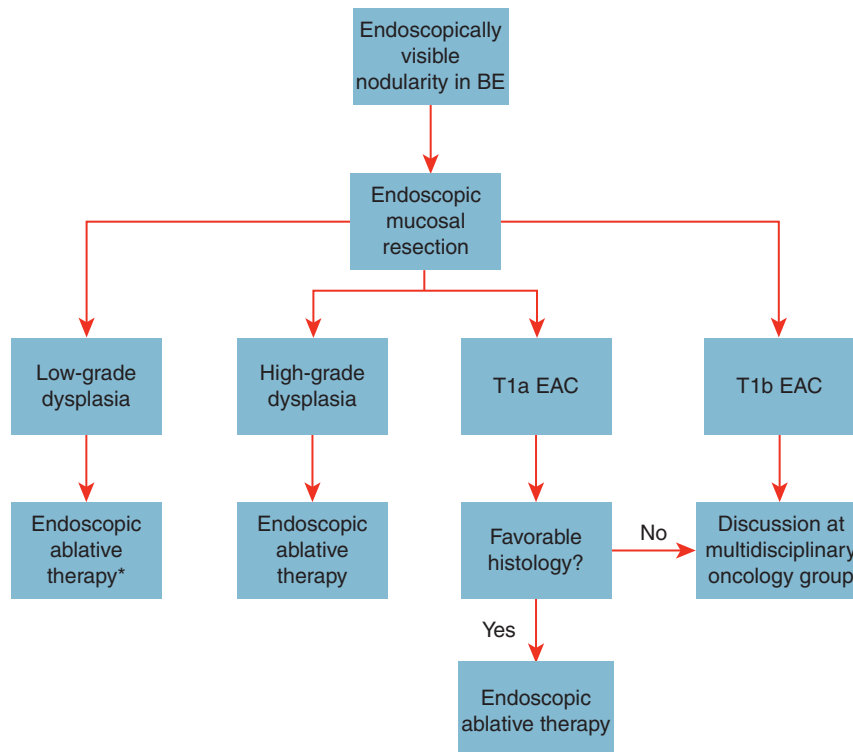 Endoscopically
visible
nodularity in BE
Endoscopic
mucosal
resection
Low-grade
dysplasia
High-grade
dysplasia
T1a EAC
T1b EAC
Endoscopic
ablative
therapy*
Endoscopic
ablative
therapy
Favorable
histology?
No
Discussion at
multidisciplinary
oncology group
Yes
Endoscopic
ablative therapy